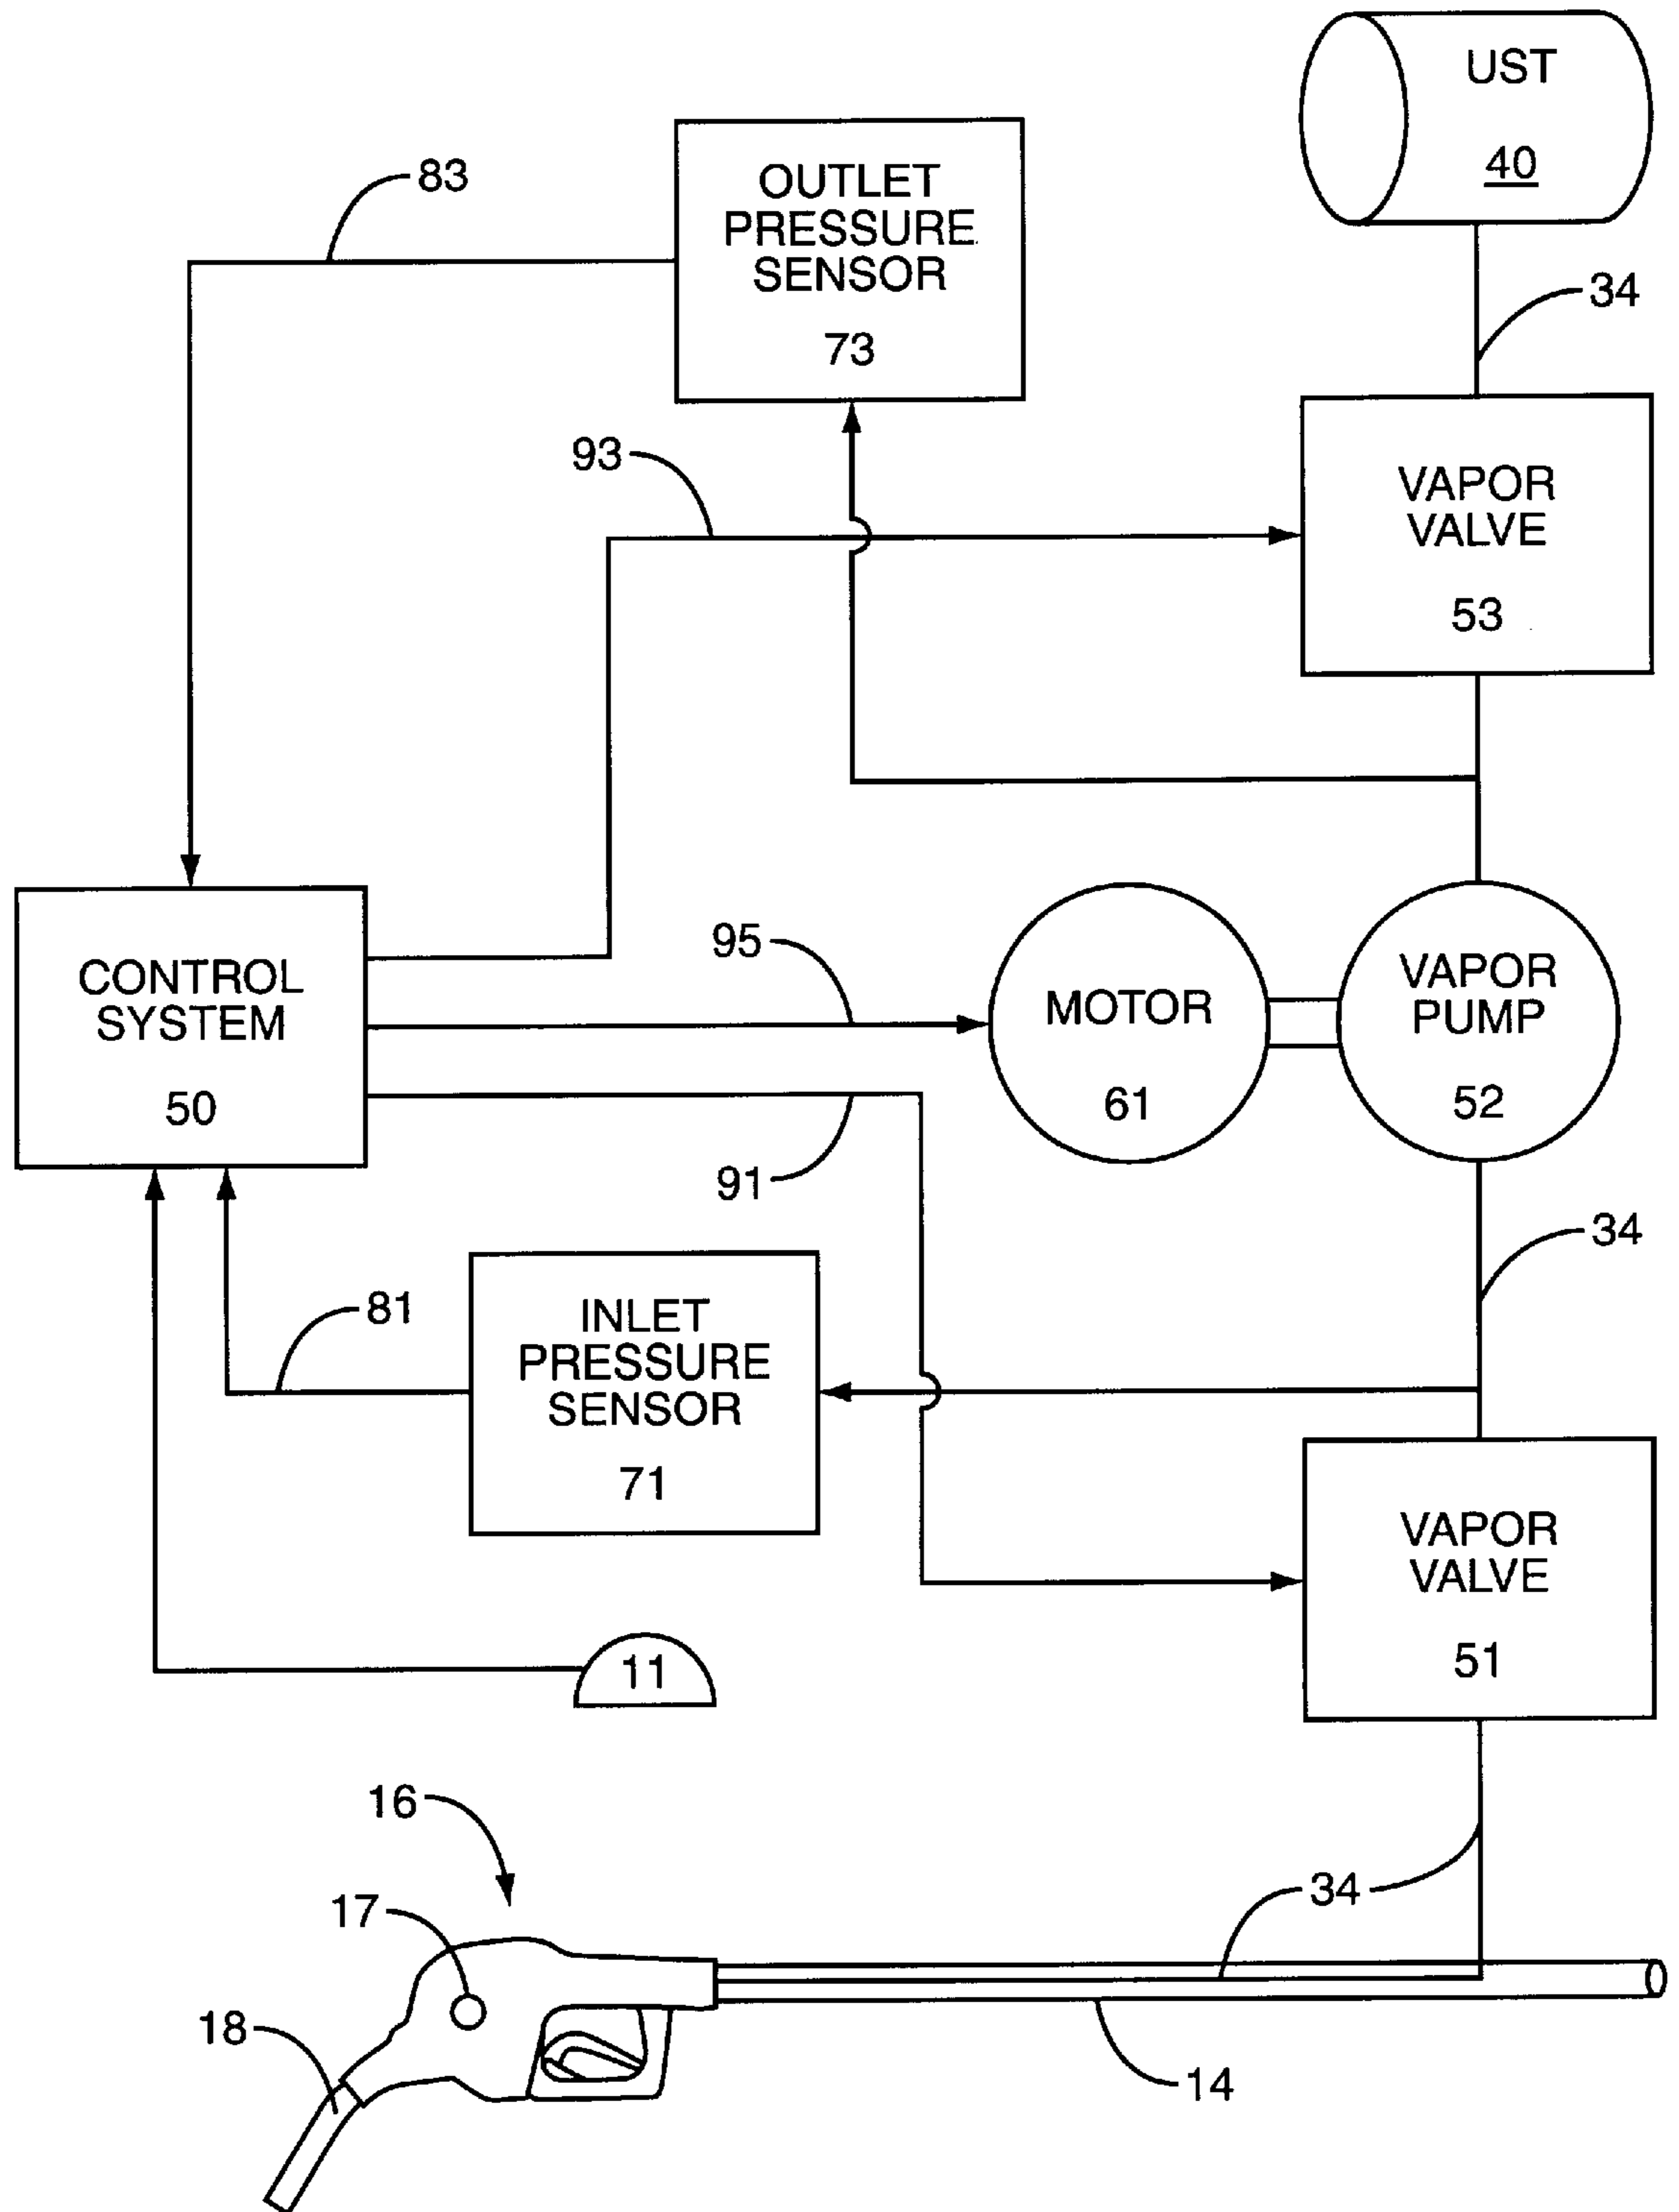 UST
40
83
OUTLET
PRESSURE
SENSOR
73
34
93
VAPOR
VALVE
53
95
CONTROL
SYSTEM
50
MOTOR
61
VAPOR
PUMP
52
91
34
81
INLET
PRESSURE
SENSOR
71
VAPOR
VALVE
51
11
16
17
34
18
14